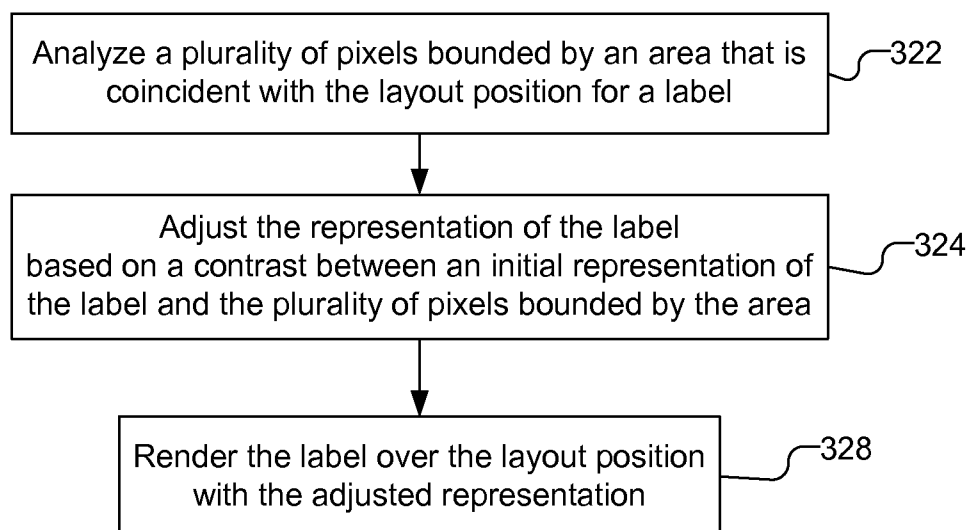 Analyze a plurality of pixels bounded by an area that is
coincident with the layout position for a label
322
Adjust the representation of the label
based on a contrast between an initial representation of
the label and the plurality of pixels bounded by the area
324
Render the label over the layout position
with the adjusted representation
328